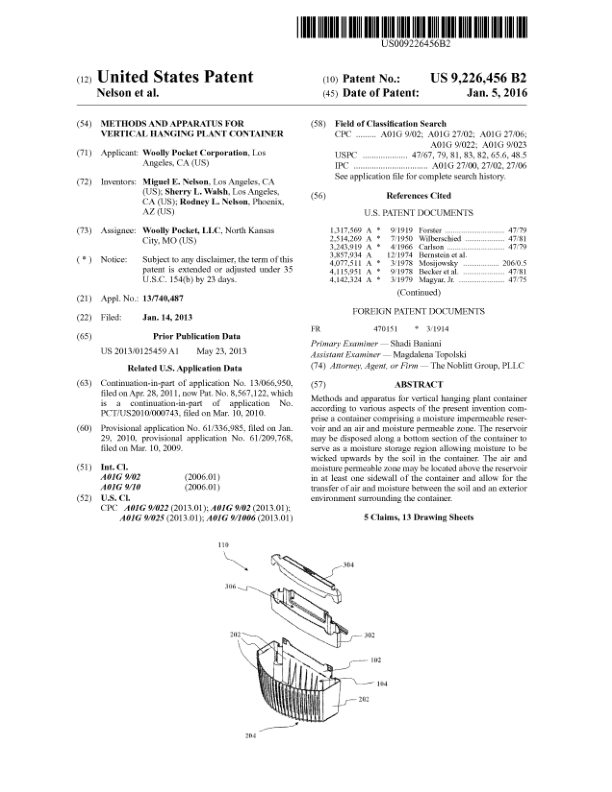 US009226456B2
(12) United States Patent
Nelson et al.
(10) Patent No.: US 9,226,456 B2
(45) Date of Patent: Jan. 5, 2016
(54) METHODS AND APPARATUS FOR
VERTICAL HANGING PLANT CONTAINER
(71) Applicant: Woolly Pocket Corporation, Los
Angeles, CA (US)
(72) Inventors: Miguel E. Nelson, Los Angeles, CA
(US); Sherry L. Walsh, Los Angeles,
CA (US); Rodney L. Nelson, Phoenix,
AZ (US)
(73) Assignee: Woolly Pocket, LLC, North Kansas
City, MO (US)
( * ) Notice: Subject to any disclaimer, the term of this
patent is extended or adjusted under 35
U.S.C. 154(b) by 23 days.
(21) Appl. No.: 13/740,487
(22) Filed: Jan. 14, 2013
(65) Prior Publication Data
US 2013/0125459 A1 May 23, 2013
Related U.S. Application Data
(63) Continuation-in-part of application No. 13/066,950,
filed on Apr. 28, 2011, now Pat. No. 8,567,122, which
is a continuation-in-part of application No.
PCT/US2010/000743, filed on Mar. 10, 2010.
(60) Provisional application No. 61/336,985, filed on Jan.
29, 2010, provisional application No. 61/209,768,
filed on Mar. 10, 2009.
(51) Int. Cl.
A01G 9/02 (2006.01)
A01G 9/10 (2006.01)
(52) U.S. Cl.
CPC A01G 9/022 (2013.01); A01G 9/02 (2013.01);
A01G 9/025 (2013.01); A01G 9/1006 (2013.01)
(58) Field of Classification Search
CPC ......... A01G 9/02; A01G 27/02; A01G 27/06;
A01G 9/022; A01G 9/023
USPC .................. 47/67, 79, 81, 83, 82, 65.6, 48.5
IPC ............................. A01G 27/00, 27/02, 27/06
See application file for complete search history.
(56) References Cited
U.S. PATENT DOCUMENTS
1,317,569 A * 9/1919 Forster ........................ 47/79
2,514,269 A * 7/1950 Wilberschied ................ 47/81
3,243,919 A * 4/1966 Carlson ....................... 47/79
3,857,934 A 12/1974 Bernstein et al.
4,077,511 A * 3/1978 Mosijowsky ............... 206/0.5
4,115,951 A * 9/1978 Becker et al. ................. 47/81
4,142,324 A * 3/1979 Magyar, Jr. .................. 47/75
(Continued)
FOREIGN PATENT DOCUMENTS
FR 470151 * 3/1914
Primary Examiner — Shadi Baniani
Assistant Examiner — Magdalena Topolski
(74) Attorney, Agent, or Firm — The Noblitt Group, PLLC
(57) ABSTRACT
Methods and apparatus for vertical hanging plant container
according to various aspects of the present invention com-
prise a container comprising a moisture impermeable reser-
voir and an air and moisture permeable zone. The reservoir
may be disposed along a bottom section of the container to
serve as a moisture storage region allowing moisture to be
wicked upwards by the soil in the container. The air and
moisture permeable zone may be located above the reservoir
in at least one sidewall of the container and allow for the
transfer of air and moisture between the soil and an exterior
environment surrounding the container.
5 Claims, 13 Drawing Sheets
110
304
306
302
202
102
104
202
204